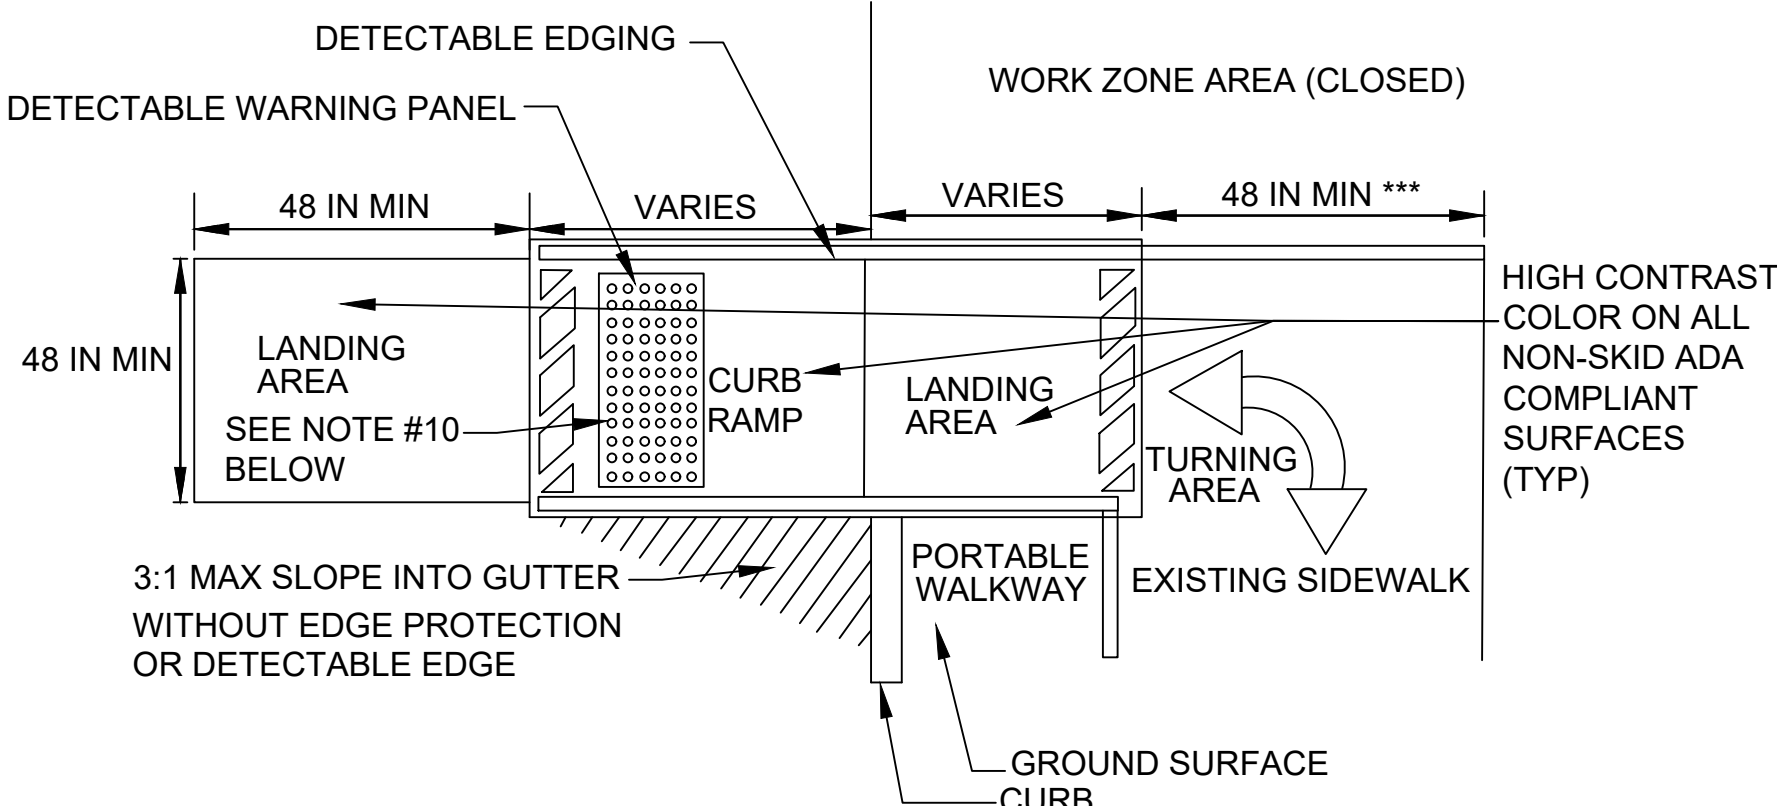 DETECTABLE EDGING
WORK ZONE AREA (CLOSED)
DETECTABLE WARNING PANEL
48 IN MIN
VARIES
VARIES
48 IN MIN ***
48 IN MIN
LANDING
AREA
SEE NOTE #10
BELOW
CURB
RAMP
LANDING
AREA
TURNING
AREA
HIGH CONTRAST
COLOR ON ALL
NON-SKID ADA
COMPLIANT
SURFACES
(TYP)
3:1 MAX SLOPE INTO GUTTER
WITHOUT EDGE PROTECTION
OR DETECTABLE EDGE
PORTABLE
WALKWAY
EXISTING SIDEWALK
GROUND SURFACE
CURB